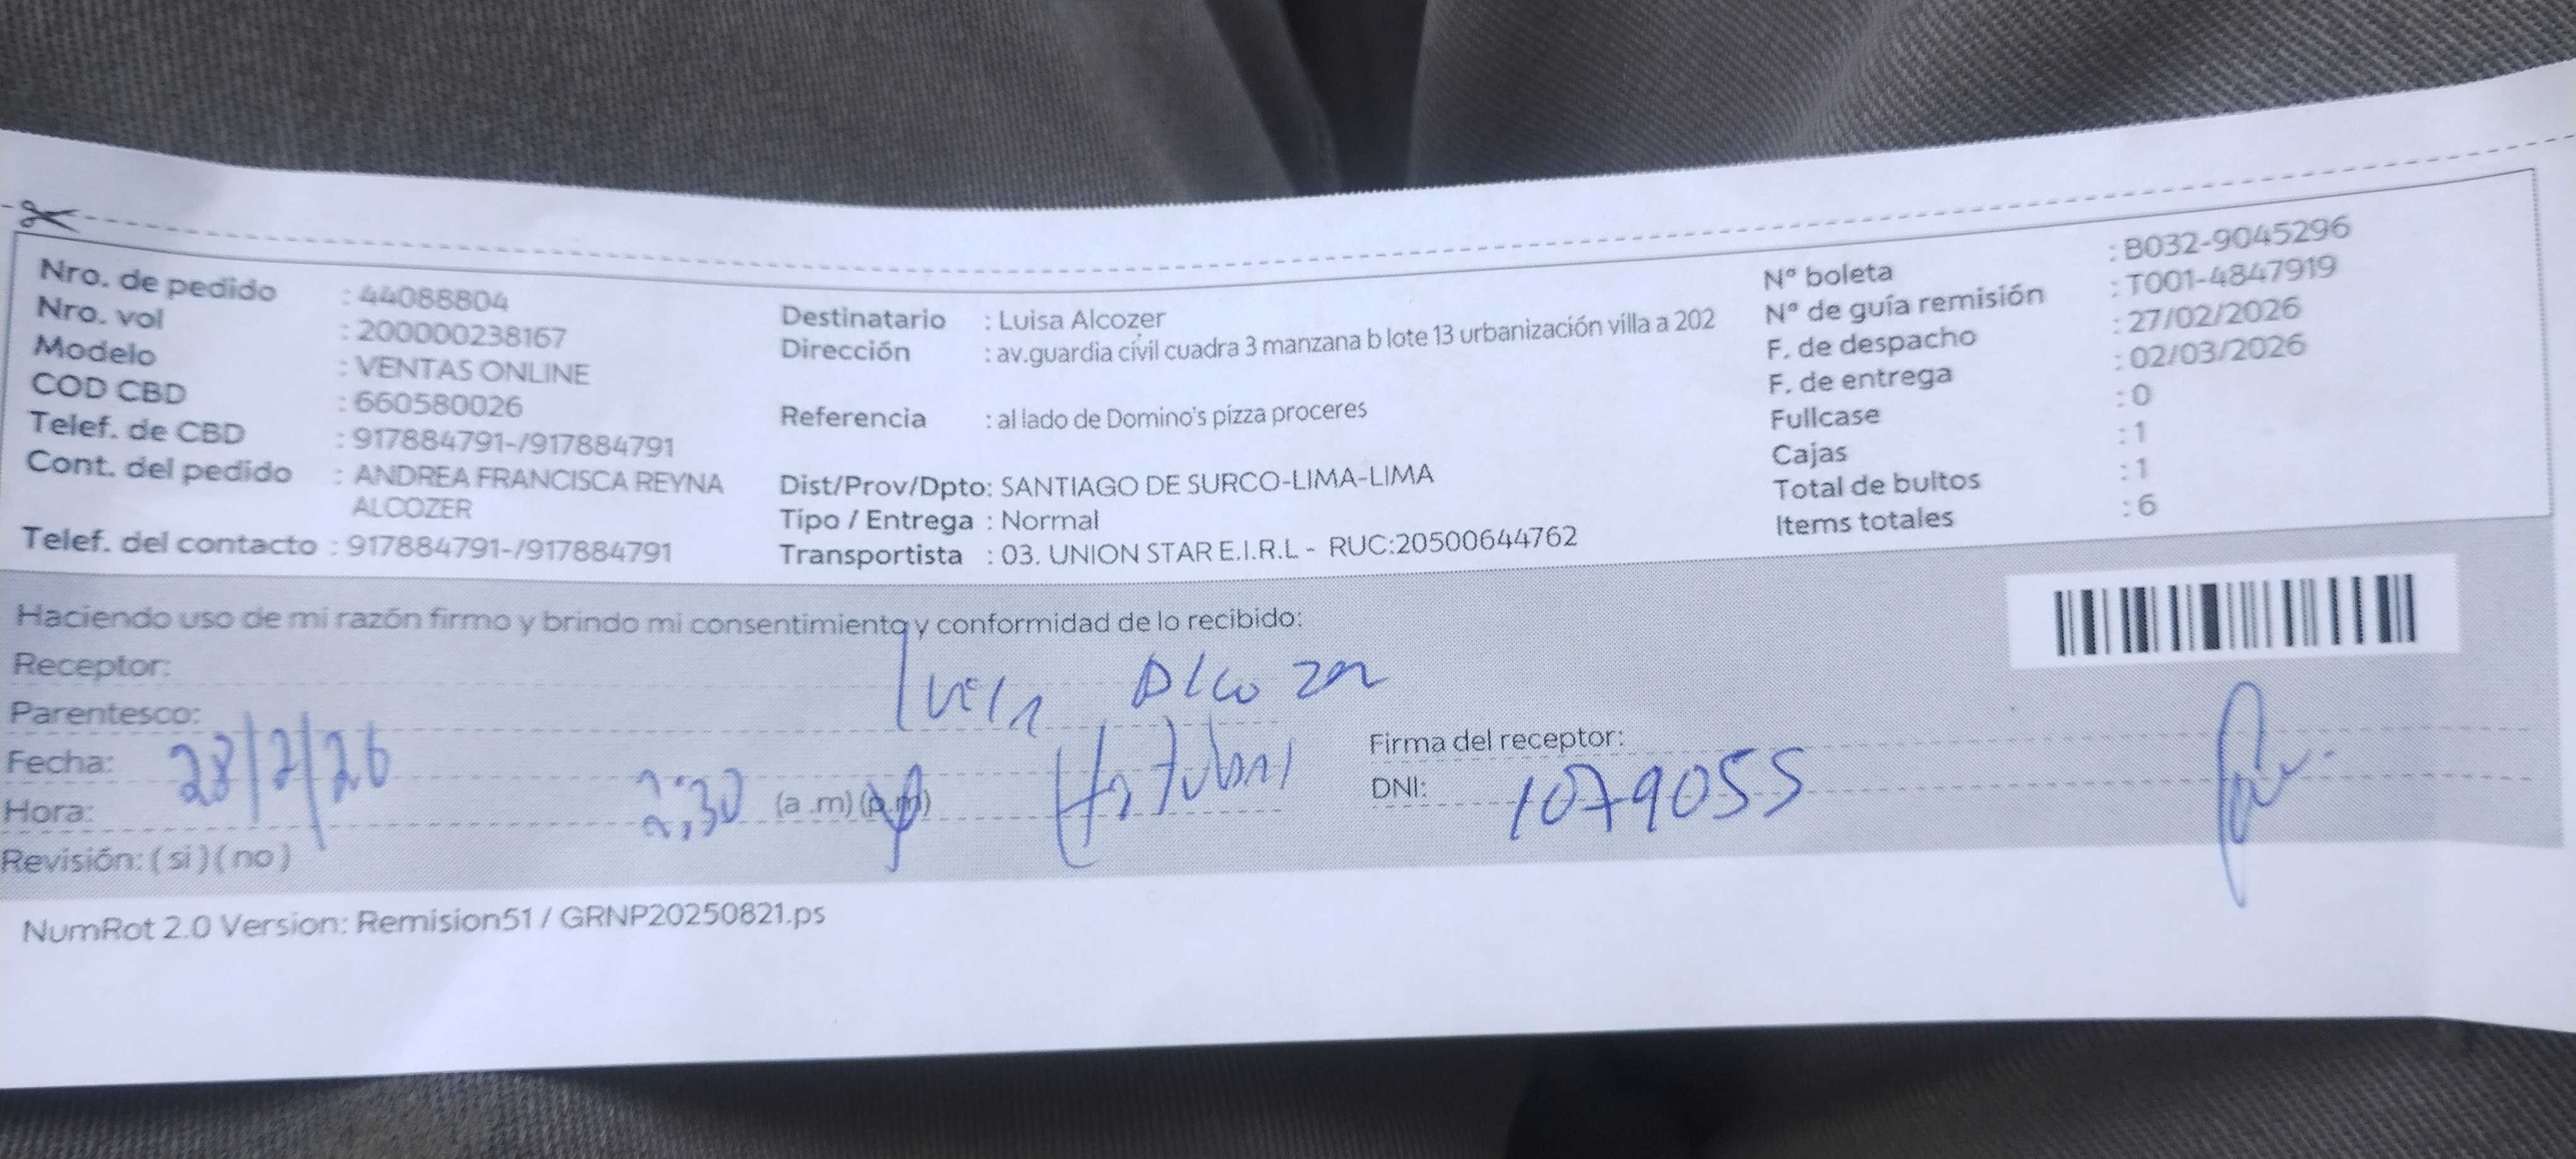 Nro. de pedido : 44088804
Nro. vol : 200000238167
Modelo : VENTAS ONLINE
COD CBD : 660580026
Telef. de CBD : 917884791-/917884791
Cont. del pedido : ANDREA FRANCISCA REYNA
ALCOZER
Telef. del contacto : 917884791-/917884791
Destinatario : Luisa Alcozer
Dirección : av.guardia civil cuadra 3 manzana b lote 13 urbanización villa a 202
Referencia : al lado de Domino's pizza proceres
Dist/Prov/Dpto: SANTIAGO DE SURCO-LIMA-LIMA
Tipo / Entrega : Normal
Transportista : 03. UNION STAR E.I.R.L - RUC:20500644762
Nº boleta : B032-9045296
Nº de guía remisión : T001-4847919
F. de despacho : 27/02/2026
F. de entrega : 02/03/2026
Fullcase : 0
Cajas : 1
Total de bultos : 1
Items totales : 6
Haciendo uso de mi razón firmo y brindo mi consentimiento y conformidad de lo recibido:
Receptor:
Parentesco:
Fecha: 28/2/26
Hora: 2:30 (a .m) (p.m)
Revisión: ( si ) ( no )
Firma del receptor:
DNI: 1079055
NumRot 2.0 Version: Remision51 / GRNP20250821.ps